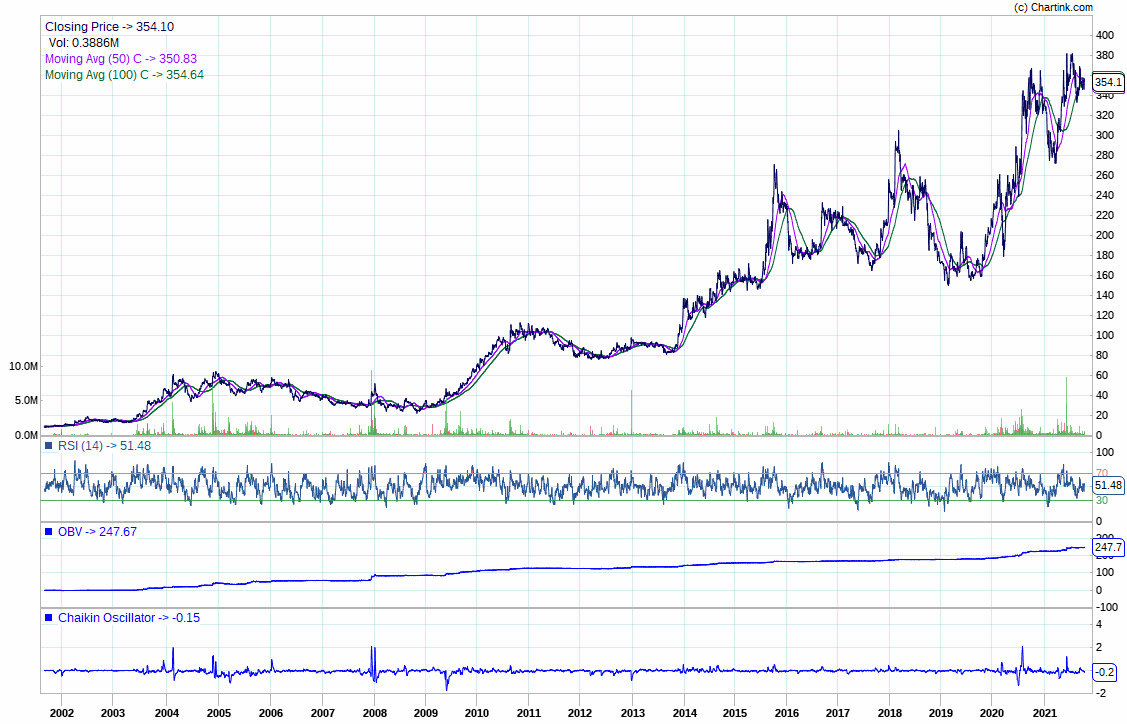 (c) Chartink.com
Closing Price -> 354.10
Vol: 0.3886M
Moving Avg (50) C -> 350.83
Moving Avg (100) C -> 354.64
400
380
354.1
340
320
300
280
260
240
220
200
180
160
140
120
100
80
60
40
20
0
10.0M
5.0M
0.0M
RSI (14) -> 51.48
100
70
51.48
30
0
OBV -> 247.67
200
247.7
100
0
-100
Chaikin Oscillator -> -0.15
4
2
-0.2
-2
2002 2003 2004 2005 2006 2007 2008 2009 2010 2011 2012 2013 2014 2015 2016 2017 2018 2019 2020 2021